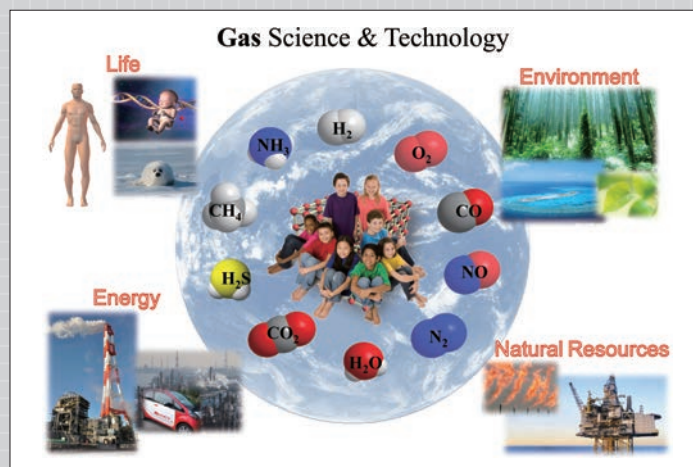 Gas Science & Technology
Life
Environment
H₂
NH₃
O₂
CH₄
CO
H₂S
NO
Energy
CO₂
N₂
H₂O
Natural Resources